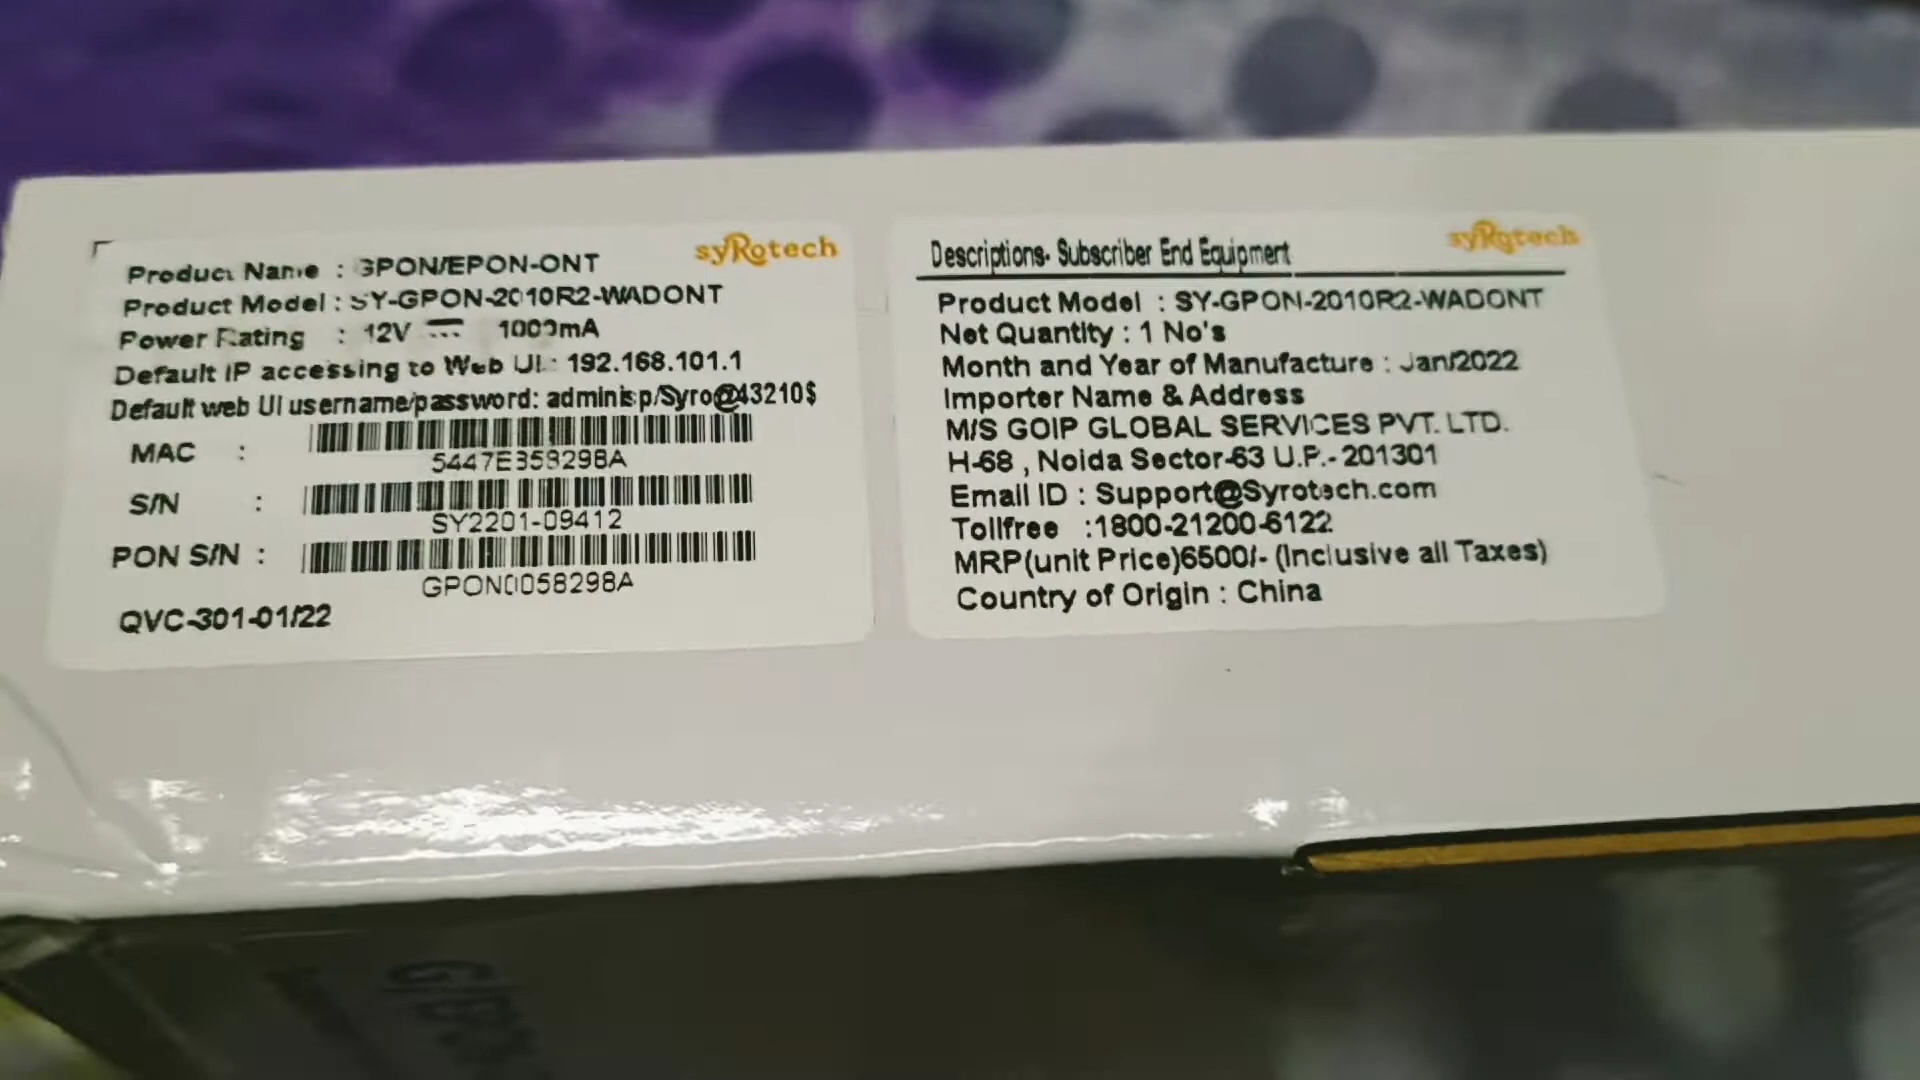 syRotech
Product Name : GPON/EPON-ONT
Product Model : SY-GPON-2010R2-WADONT
Power Rating : 12V 1000mA
Default IP accessing to Web UI : 192.168.101.1
Default web UI username/password: adminisp/Syro@43210$
MAC :
5447E358298A
S/N :
SY2201-09412
PON S/N :
GPON0058298A
QVC-301-01/22
syRotech
Descriptions- Subscriber End Equipment
Product Model : SY-GPON-2010R2-WADONT
Net Quantity : 1 No's
Month and Year of Manufacture : Jan/2022
Importer Name & Address
M/S GOIP GLOBAL SERVICES PVT. LTD.
H-68 , Noida Sector-63 U.P.- 201301
Email ID : Support@Syrotech.com
Tollfree :1800-21200-6122
MRP(unit Price)6500/- (Inclusive all Taxes)
Country of Origin : China